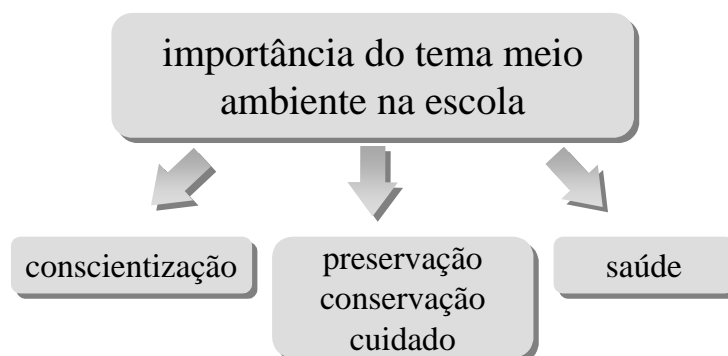 importância do tema meio
ambiente na escola
conscientização
preservação
conservação
cuidado
saúde